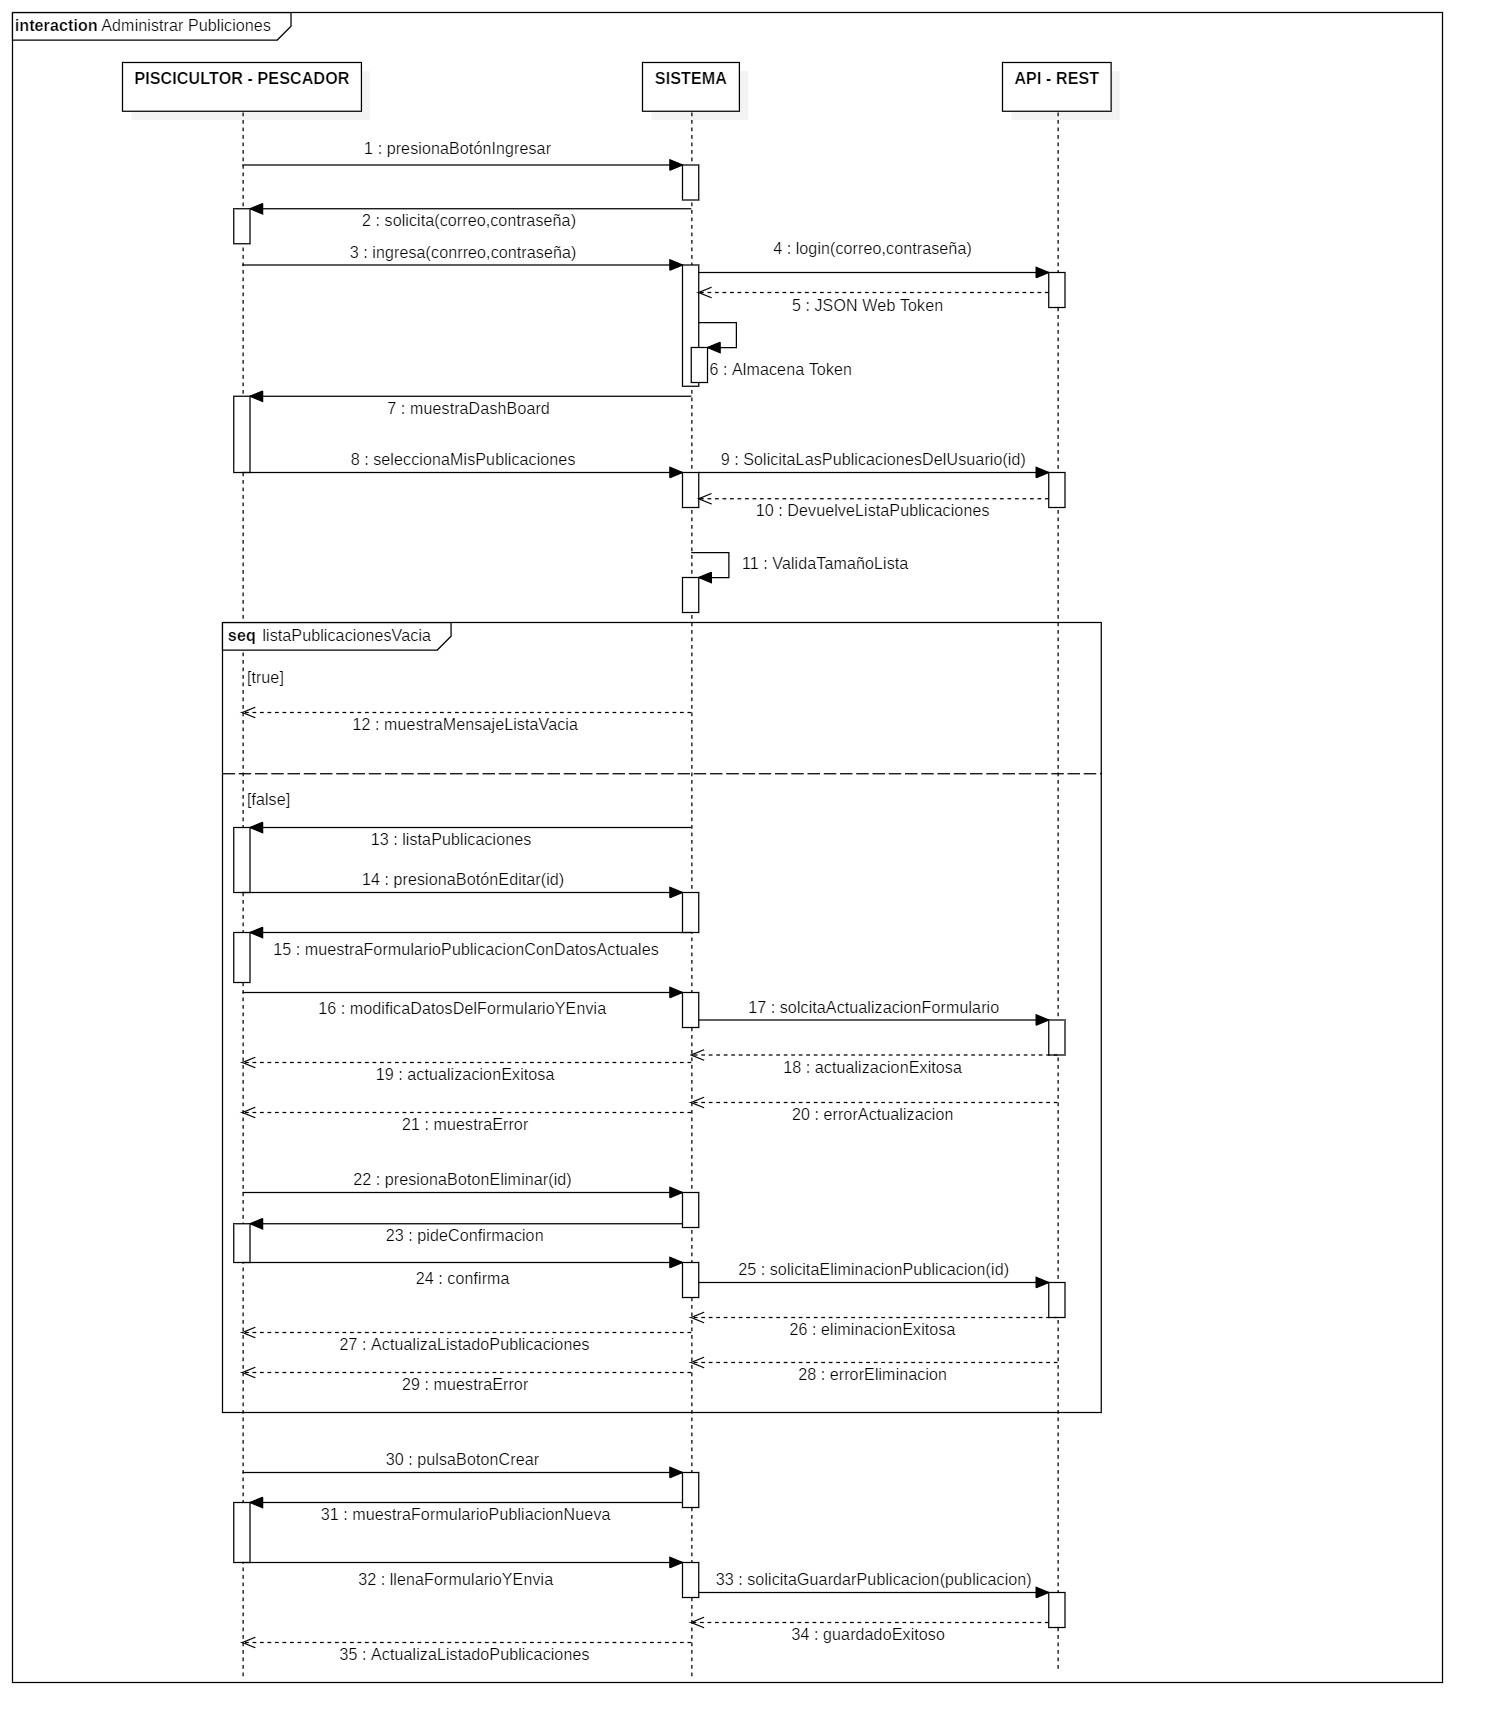 interaction Administrar Publiciones
PISCICULTOR - PESCADOR
SISTEMA
API - REST
1 : presionaBotónIngresar
2 : solicita(correo,contraseña)
3 : ingresa(conrreo,contraseña)
4 : login(correo,contraseña)
5 : JSON Web Token
6 : Almacena Token
7 : muestraDashBoard
8 : seleccionaMisPublicaciones
9 : SolicitaLasPublicacionesDelUsuario(id)
10 : DevuelveListaPublicaciones
11 : ValidaTamañoLista
seq listaPublicacionesVacia
[true]
12 : muestraMensajeListaVacia
[false]
13 : listaPublicaciones
14 : presionaBotónEditar(id)
15 : muestraFormularioPublicacionConDatosActuales
16 : modificaDatosDelFormularioYEnvia
17 : solcitaActualizacionFormulario
18 : actualizacionExitosa
19 : actualizacionExitosa
20 : errorActualizacion
21 : muestraError
22 : presionaBotonEliminar(id)
23 : pideConfirmacion
24 : confirma
25 : solicitaEliminacionPublicacion(id)
26 : eliminacionExitosa
27 : ActualizaListadoPublicaciones
28 : errorEliminacion
29 : muestraError
30 : pulsaBotonCrear
31 : muestraFormularioPubliacionNueva
32 : llenaFormularioYEnvia
33 : solicitaGuardarPublicacion(publicacion)
34 : guardadoExitoso
35 : ActualizaListadoPublicaciones